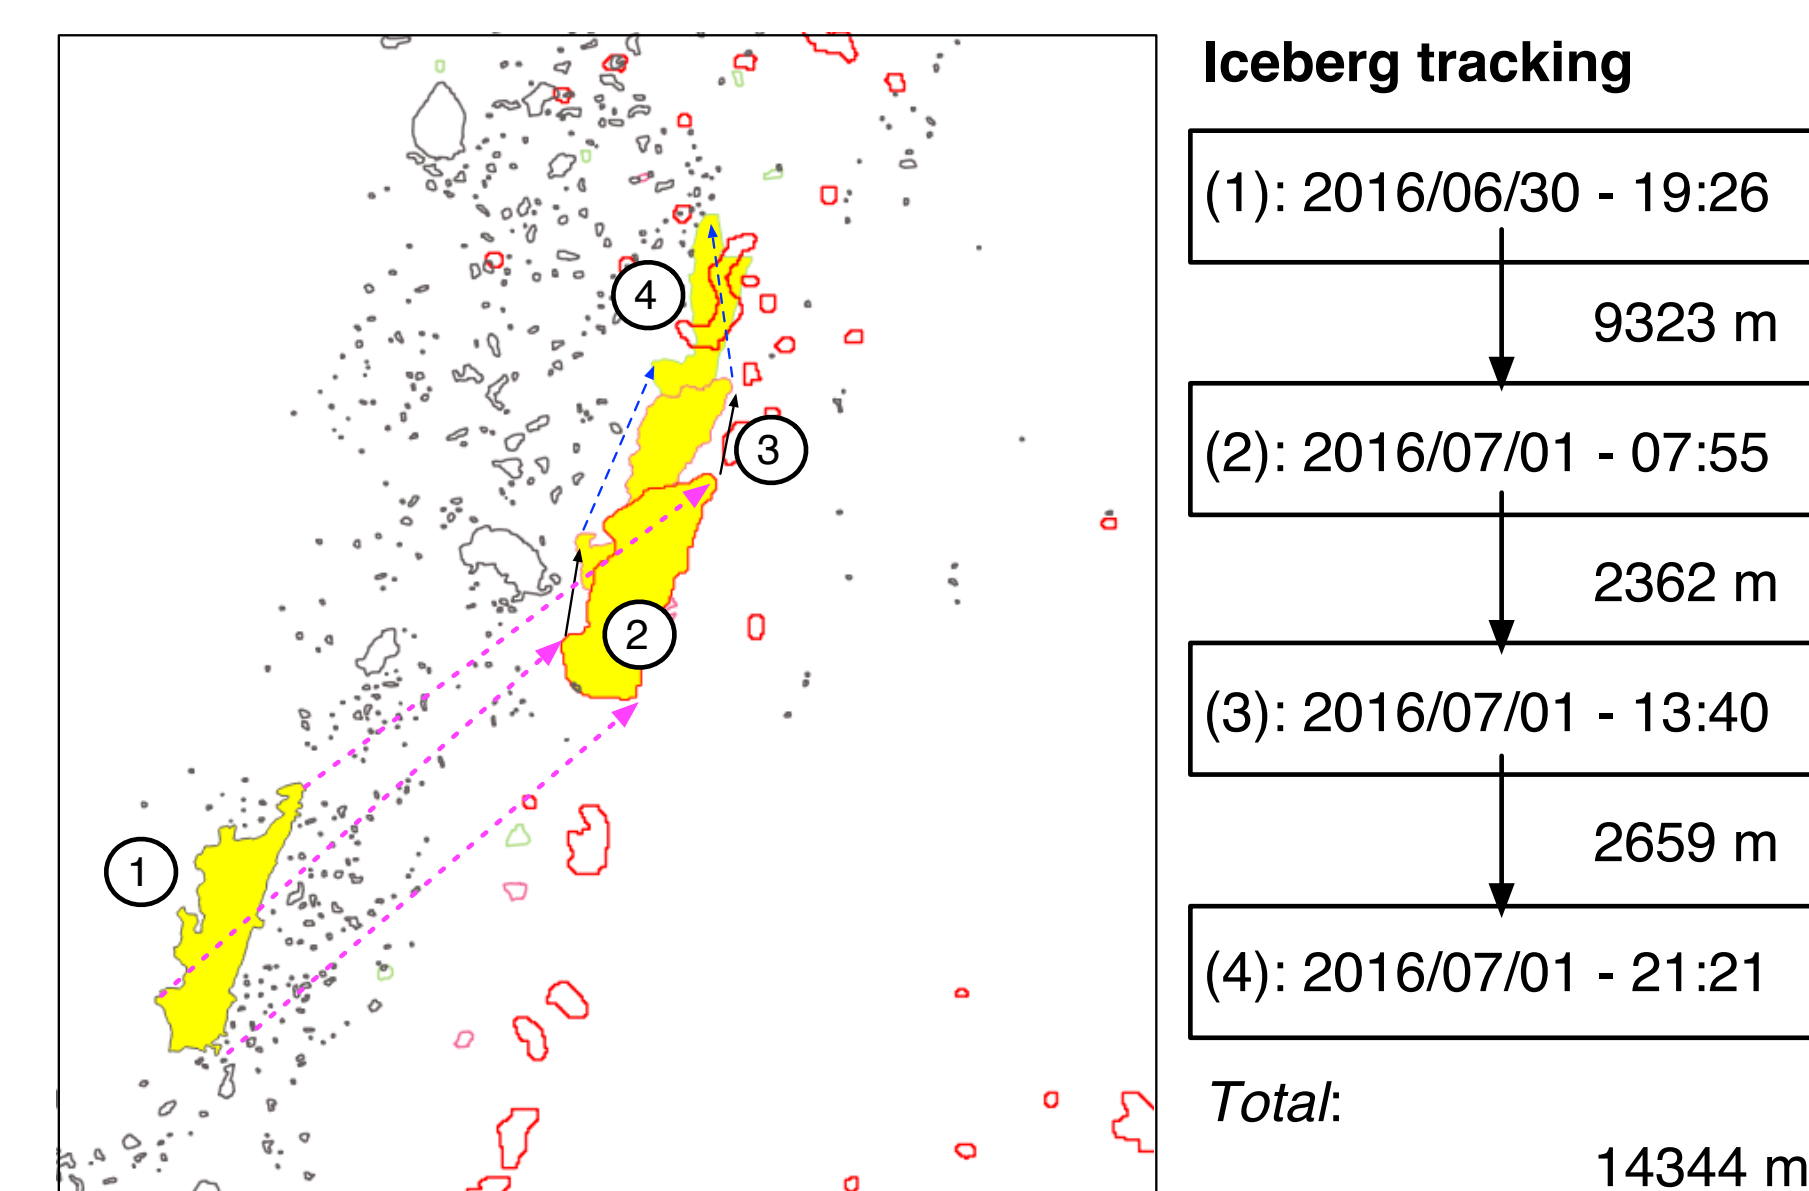 Iceberg tracking
(1): 2016/06/30 - 19:26
9323 m
(2): 2016/07/01 - 07:55
2362 m
(3): 2016/07/01 - 13:40
2659 m
(4): 2016/07/01 - 21:21
Total:
14344 m
4
3
2
1